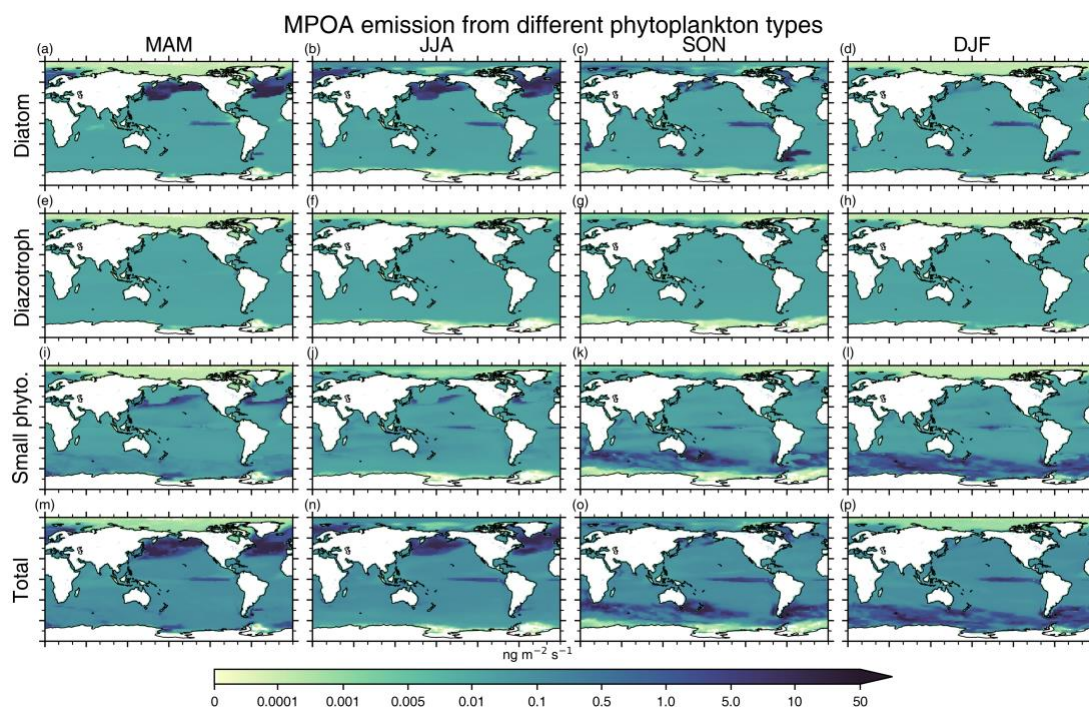 MPOA emission from different phytoplankton types
MAM JJA SON DJF
(a) (b) (c) (d)
Diatom
(e) (f) (g) (h)
Diazotroph
(i) (j) (k) (l)
Small phyto.
(m) (n) (o) (p)
Total
ng m⁻² s⁻¹
0 0.0001 0.001 0.005 0.01 0.1 0.5 1.0 5.0 10 50